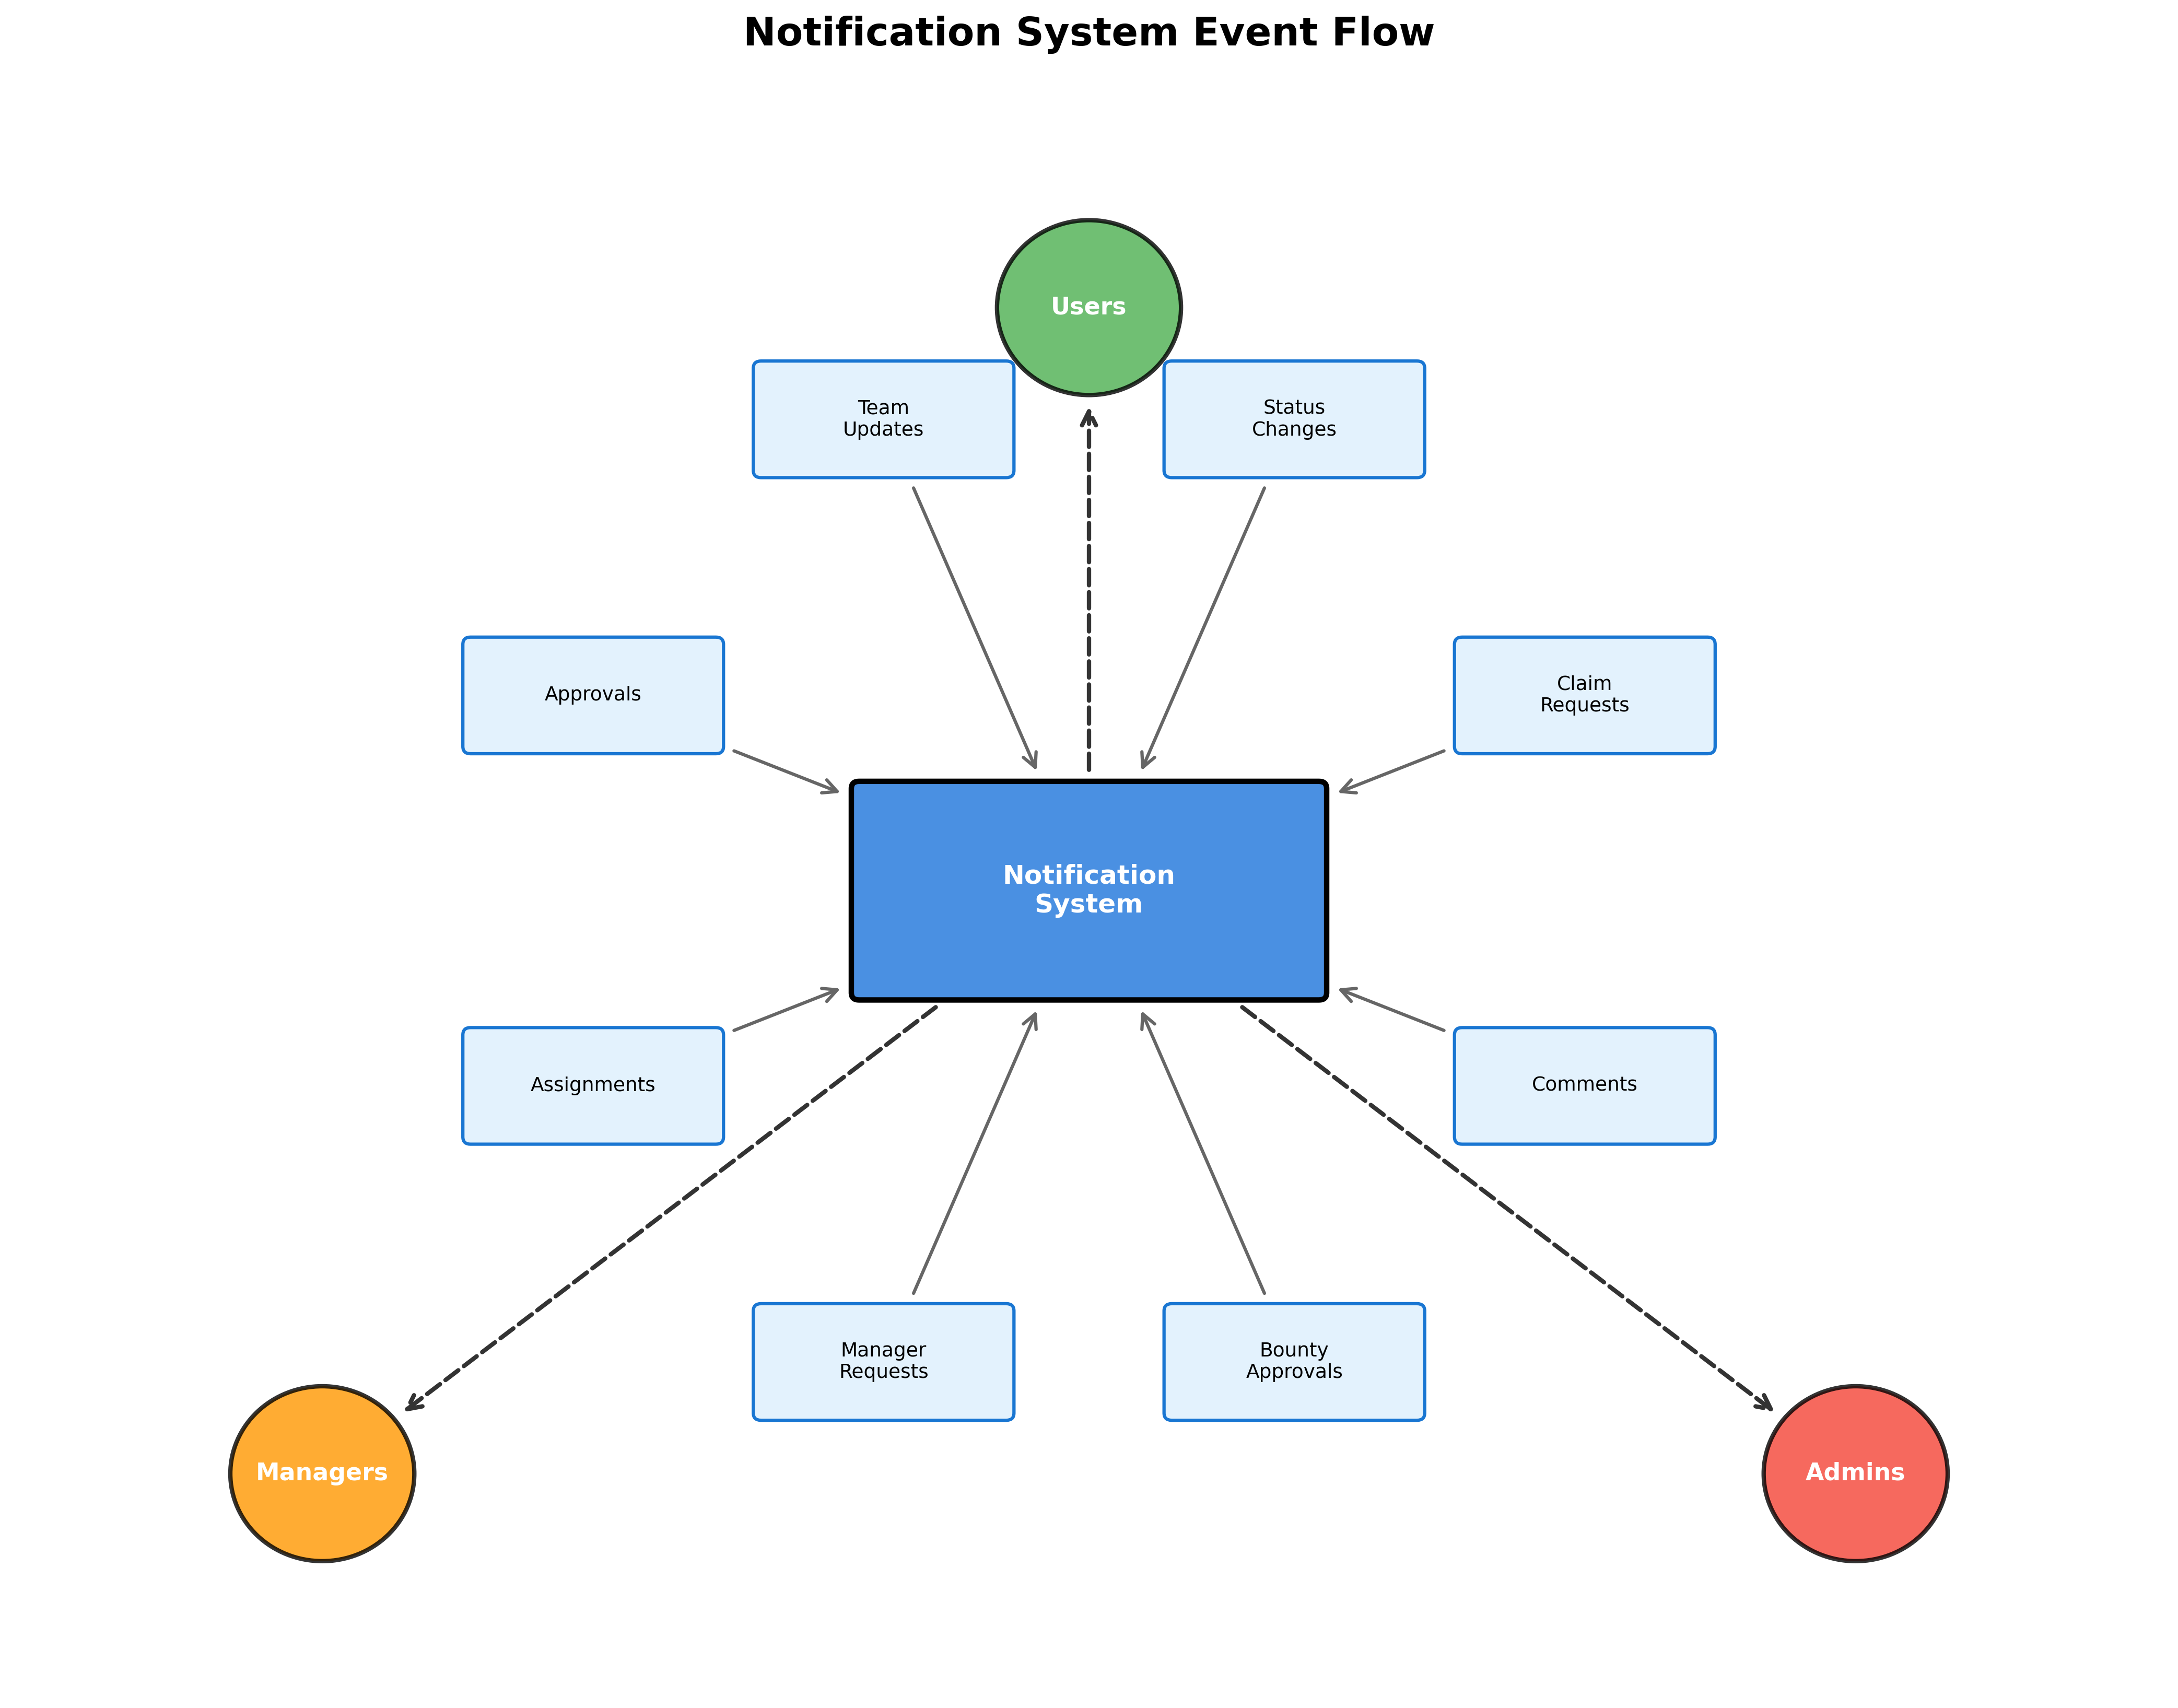 Notification System Event Flow
Users
Team
Updates
Status
Changes
Approvals
Claim
Requests
Notification
System
Assignments
Comments
Manager
Requests
Bounty
Approvals
Managers
Admins